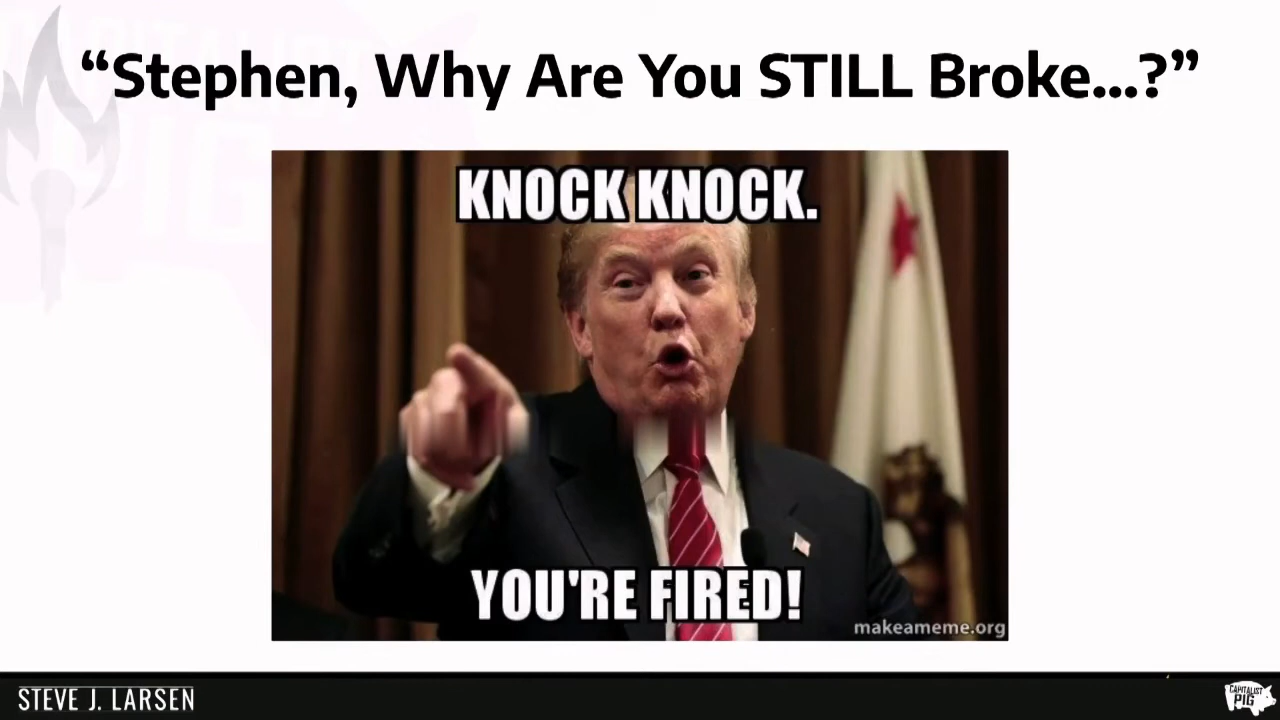 “Stephen, Why Are You STILL Broke...?”
KNOCK KNOCK.
YOU'RE FIRED!
makeameme.org
STEVE J. LARSEN
CAPITALIST
PIG